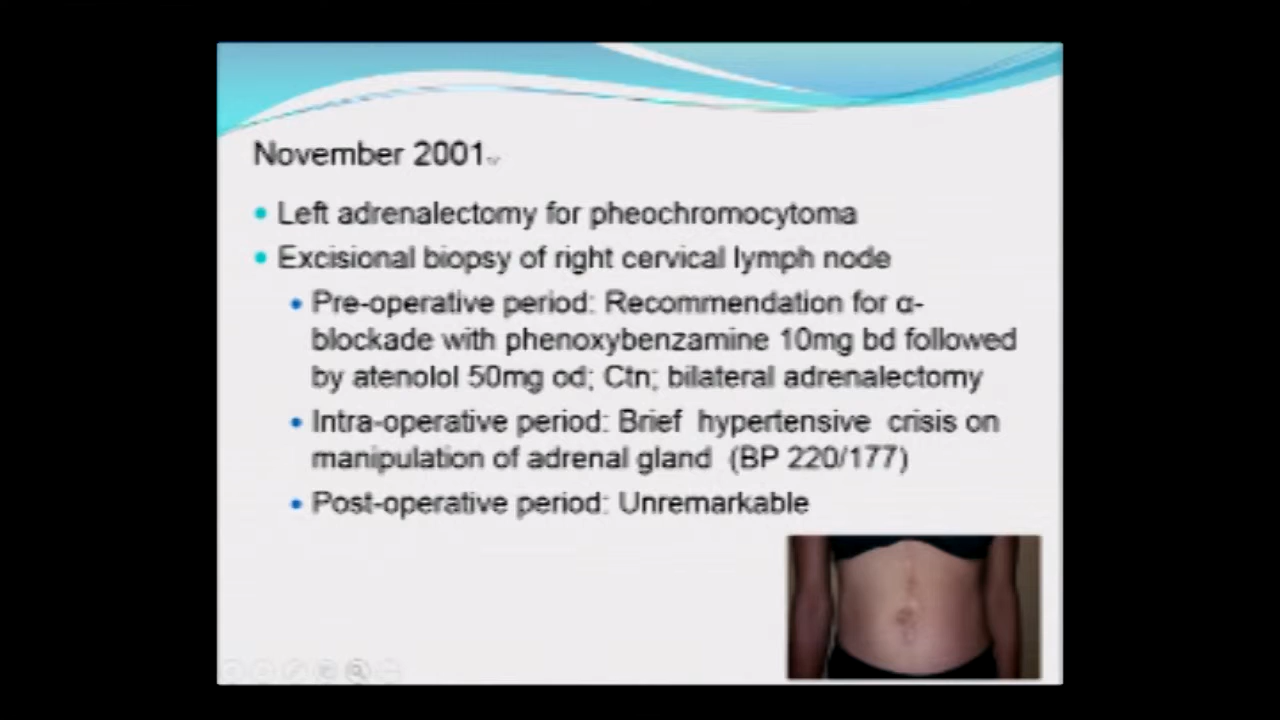 November 2001
Left adrenalectomy for pheochromocytoma
Excisional biopsy of right cervical lymph node
Pre-operative period: Recommendation for α-
blockade with phenoxybenzamine 10mg bd followed
by atenolol 50mg od; Ctn; bilateral adrenalectomy
Intra-operative period: Brief hypertensive crisis on
manipulation of adrenal gland (BP 220/177)
Post-operative period: Unremarkable